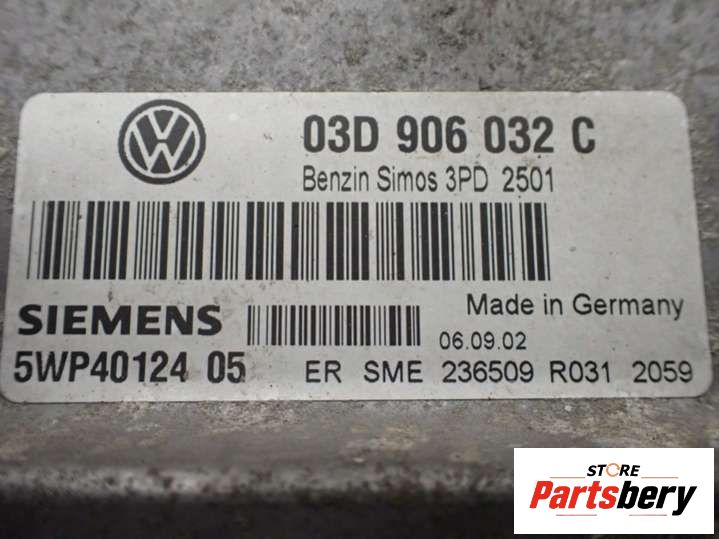 03D 906 032 C
Benzin Simos 3PD 2501
SIEMENS
Made in Germany
06.09.02
5WP40124 05
ER SME 236509 R031 2059
STORE
Partsbery